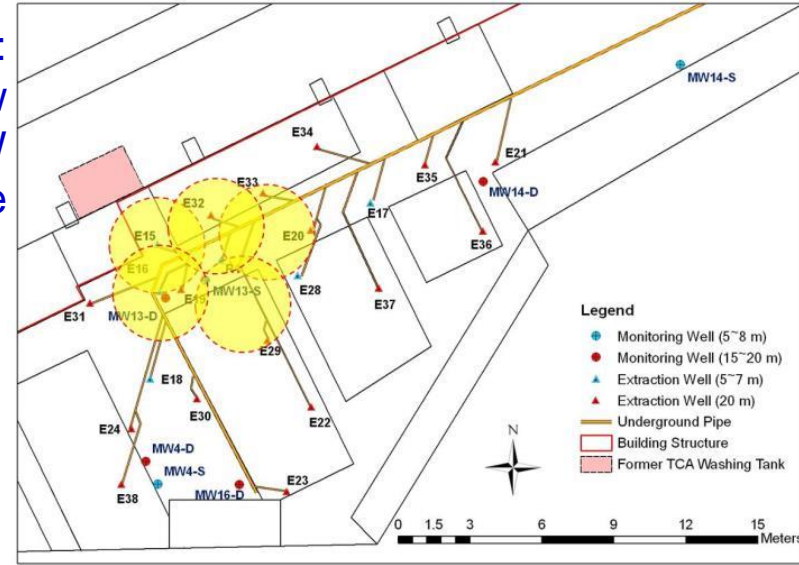 :
e
MW14-S
E34
E21
E35
E33
MW14-D
E32
E17
E15
E20
E36
E16
E28
MW13-S
E19
E37
E31
MW13-D
E29
E18
E30
E22
E24
MW4-D
MW4-S
E38
MW16-D
E23
N
Legend
Monitoring Well (5~8 m)
Monitoring Well (15~20 m)
Extraction Well (5~7 m)
Extraction Well (20 m)
Underground Pipe
Building Structure
Former TCA Washing Tank
0 1.5 3 6 9 12 15
Meters